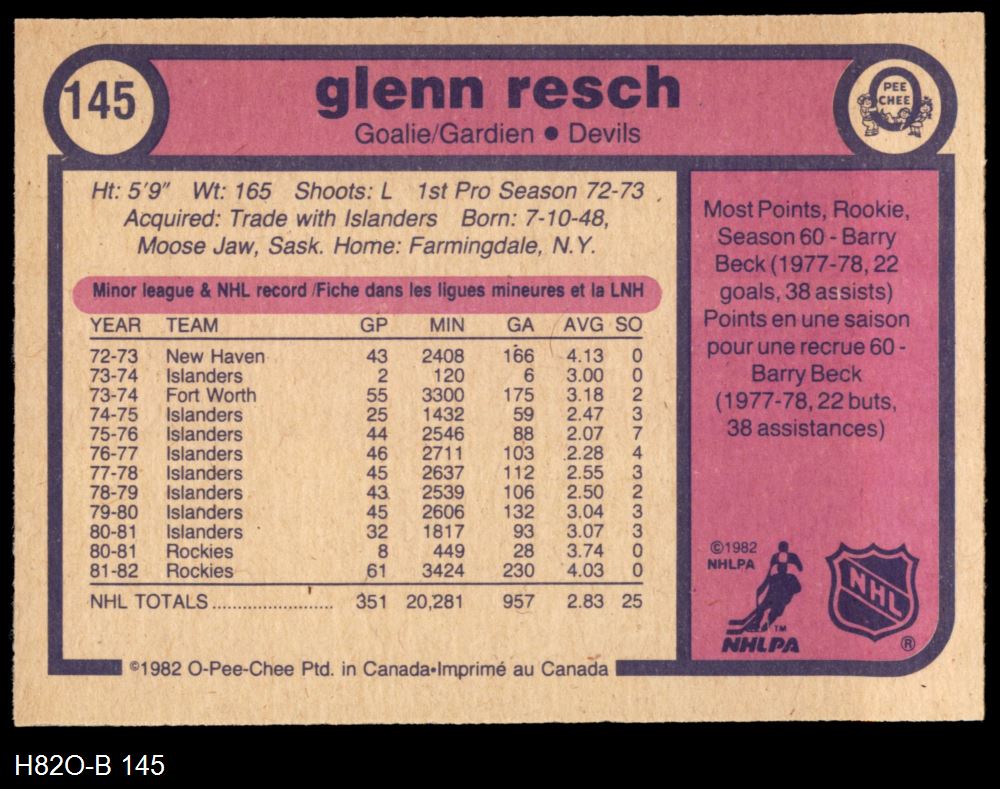 145
glenn resch
Goalie/Gardien ● Devils
O
PEE
CHEE
Ht: 5'9" Wt: 165 Shoots: L 1st Pro Season 72-73
Acquired: Trade with Islanders Born: 7-10-48,
Moose Jaw, Sask. Home: Farmingdale, N.Y.
Minor league & NHL record /Fiche dans les ligues mineures et la LNH
YEAR TEAM GP MIN GA AVG SO
72-73 New Haven 43 2408 166 4.13 0
73-74 Islanders 2 120 6 3.00 0
73-74 Fort Worth 55 3300 175 3.18 2
74-75 Islanders 25 1432 59 2.47 3
75-76 Islanders 44 2546 88 2.07 7
76-77 Islanders 46 2711 103 2.28 4
77-78 Islanders 45 2637 112 2.55 3
78-79 Islanders 43 2539 106 2.50 2
79-80 Islanders 45 2606 132 3.04 3
80-81 Islanders 32 1817 93 3.07 3
80-81 Rockies 8 449 28 3.74 0
81-82 Rockies 61 3424 230 4.03 0
NHL TOTALS ..................... 351 20,281 957 2.83 25
©1982 O-Pee-Chee Ptd. in Canada•Imprimé au Canada
Most Points, Rookie,
Season 60 - Barry
Beck (1977-78, 22
goals, 38 assists)
Points en une saison
pour une recrue 60 -
Barry Beck
(1977-78, 22 buts,
38 assistances)
©1982
NHLPA
TM
NHLPA
NHL
®
H82O-B 145